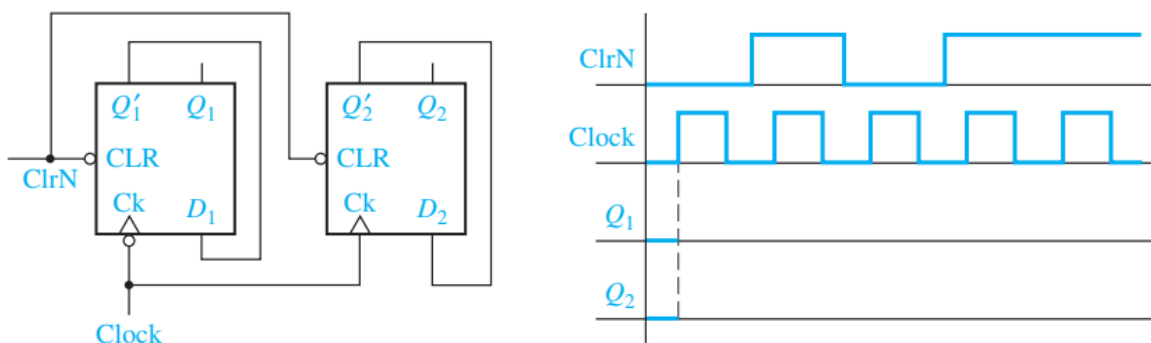 Q′₁ Q₁
CLR
ClrN
Ck D₁
Q′₂ Q₂
CLR
Ck D₂
Clock
ClrN
Clock
Q₁
Q₂